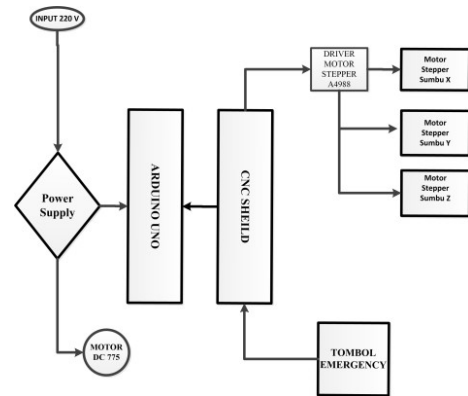 INPUT 220 V
DRIVER
MOTOR
STEPPER
A4988
Motor
Stepper
Sumbu X
Motor
Stepper
Sumbu Y
Motor
Stepper
Sumbu Z
Power
Supply
ARDUINO UNO
CNC SHEILD
MOTOR
DC 775
TOMBOL
EMERGENCY